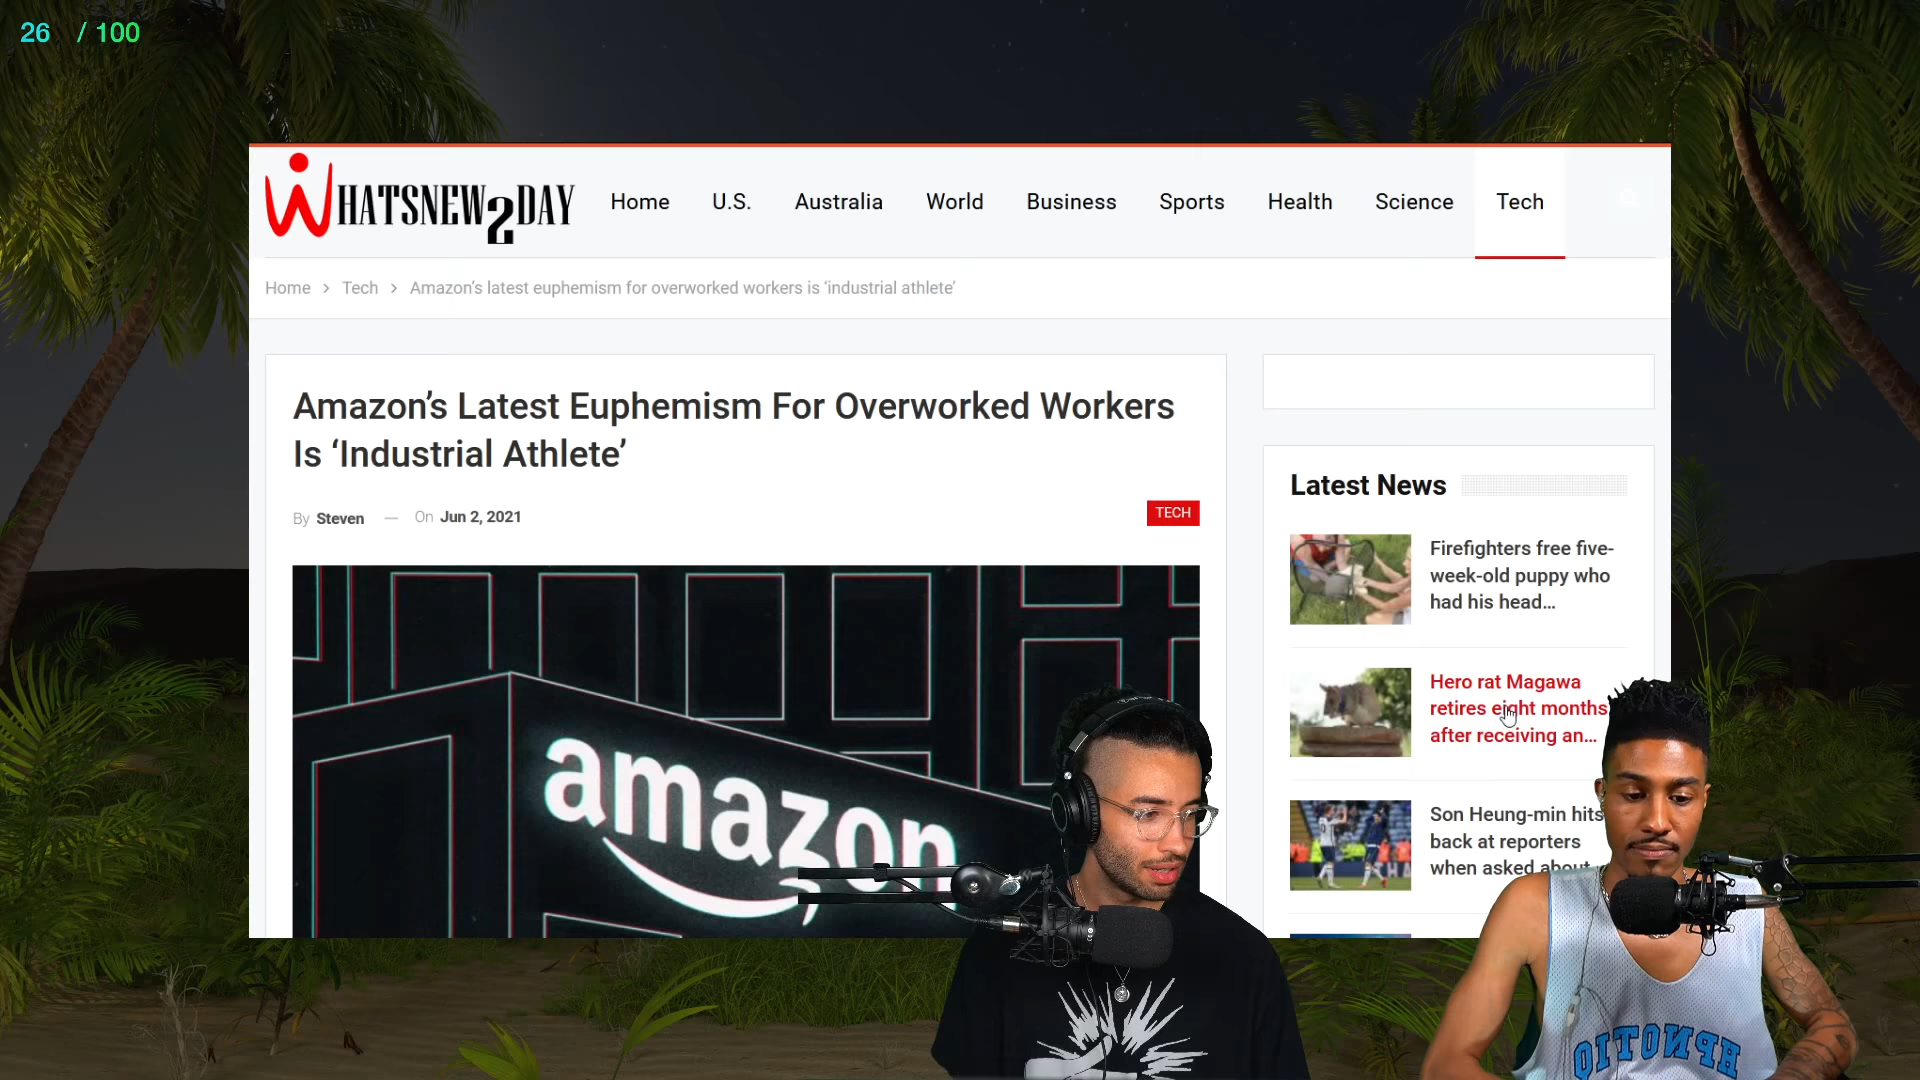 26 / 100
WHATSNEW2DAY
Home U.S. Australia World Business Sports Health Science Tech
Home > Tech > Amazon's latest euphemism for overworked workers is 'industrial athlete'
Amazon's Latest Euphemism For Overworked Workers
Is 'Industrial Athlete'
By Steven — On Jun 2, 2021
TECH
amazon
Latest News
Firefighters free five-
week-old puppy who
had his head...
Hero rat Magawa
retires eight months
after receiving an...
Son Heung-min hits
back at reporters
when asked about
HPNOTIQ